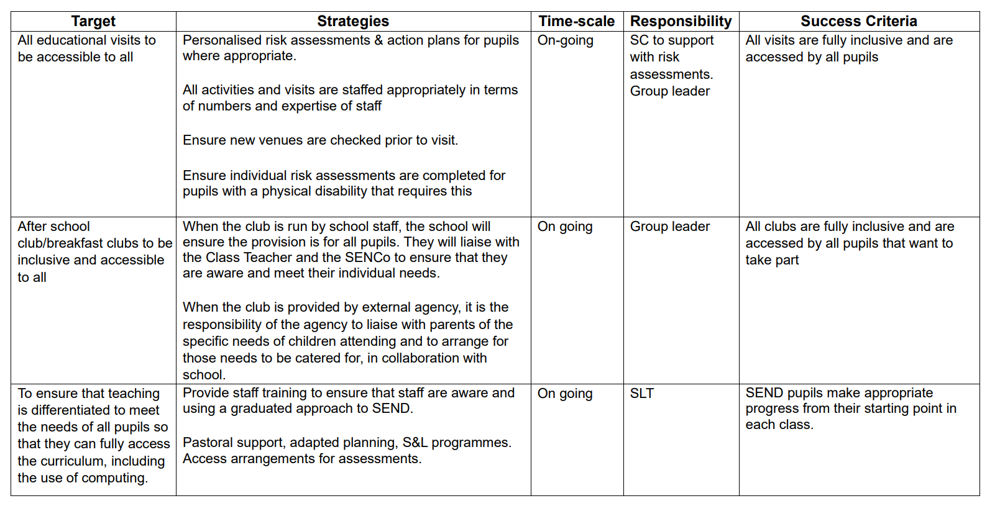 Target Strategies Time-scale Responsibility Success Criteria
All educational visits to
be accessible to all
Personalised risk assessments & action plans for pupils
where appropriate.
All activities and visits are staffed appropriately in terms
of numbers and expertise of staff
Ensure new venues are checked prior to visit.
Ensure individual risk assessments are completed for
pupils with a physical disability that requires this
On-going
SC to support
with risk
assessments.
Group leader
All visits are fully inclusive and are
accessed by all pupils
After school
club/breakfast clubs to be
inclusive and accessible
to all
When the club is run by school staff, the school will
ensure the provision is for all pupils. They will liaise with
the Class Teacher and the SENCo to ensure that they
are aware and meet their individual needs.
When the club is provided by external agency, it is the
responsibility of the agency to liaise with parents of the
specific needs of children attending and to arrange for
those needs to be catered for, in collaboration with
school.
On going
Group leader
All clubs are fully inclusive and are
accessed by all pupils that want to
take part
To ensure that teaching
is differentiated to meet
the needs of all pupils so
that they can fully access
the curriculum, including
the use of computing.
Provide staff training to ensure that staff are aware and
using a graduated approach to SEND.
Pastoral support, adapted planning, S&L programmes.
Access arrangements for assessments.
On going
SLT
SEND pupils make appropriate
progress from their starting point in
each class.